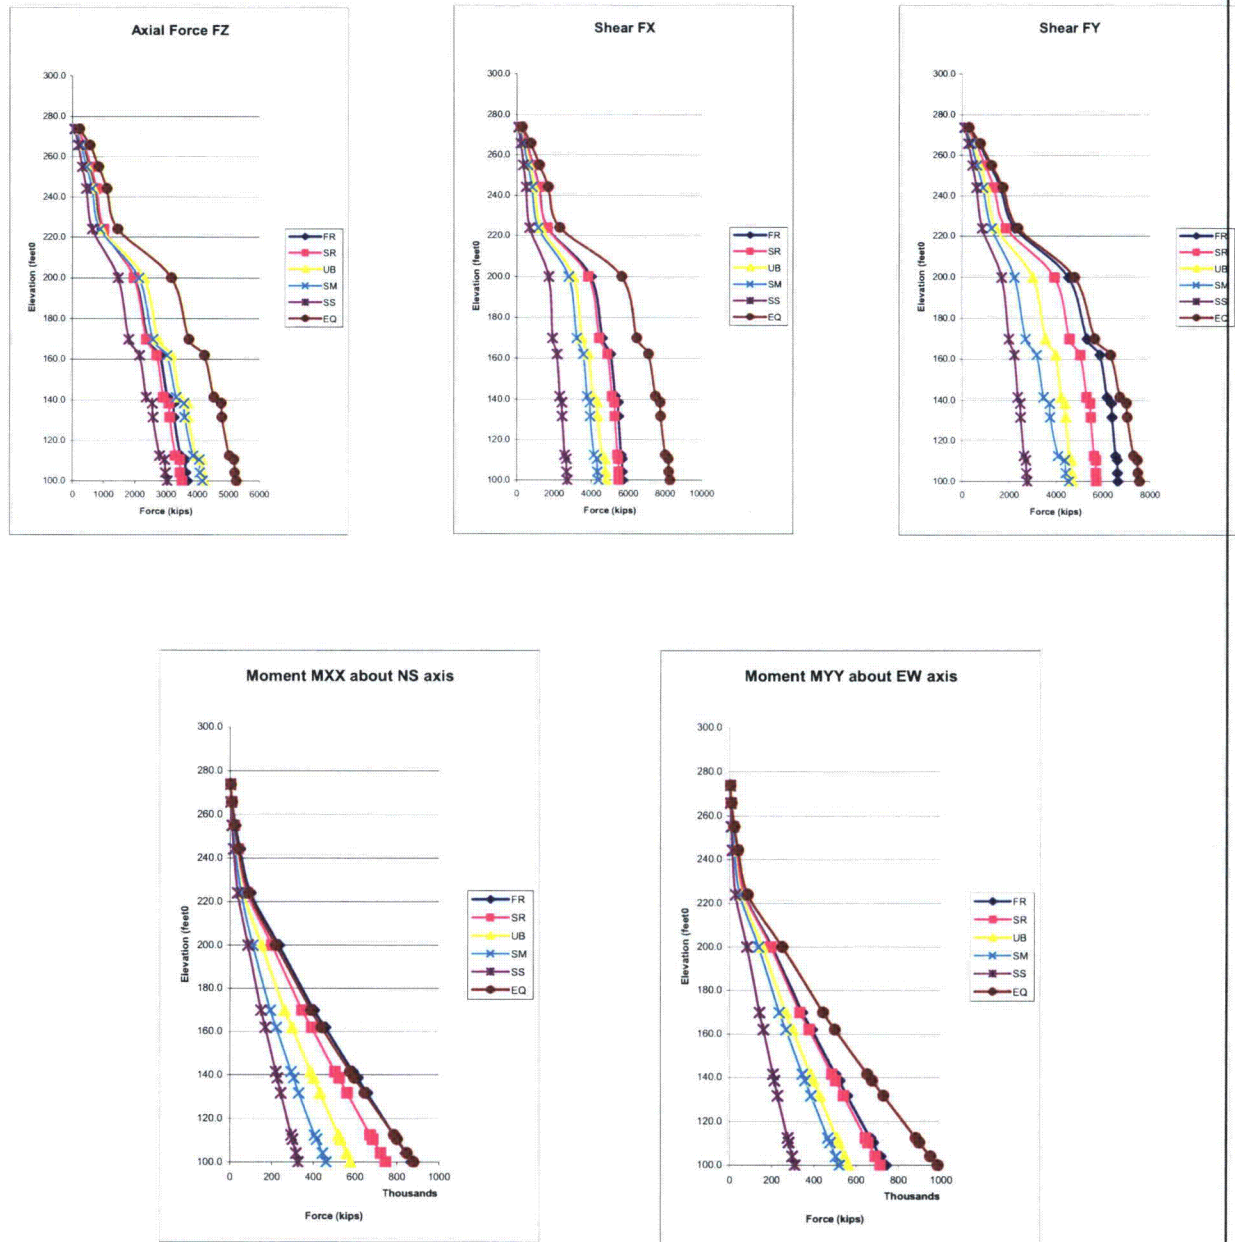 Axial Force FZ
300.0
280.0
260.0
240.0
220.0
200.0
180.0
160.0
140.0
120.0
100.0
Elevation (feet0
0 1000 2000 3000 4000 5000 6000
Force (kips)
FR
SR
UB
SM
SS
EQ
Shear FX
300.0
280.0
260.0
240.0
220.0
200.0
180.0
160.0
140.0
120.0
100.0
Elevation (feet0
0 2000 4000 6000 8000 10000
Force (kips)
FR
SR
UB
SM
SS
EQ
Shear FY
300.0
280.0
260.0
240.0
220.0
200.0
180.0
160.0
140.0
120.0
100.0
Elevation (feet0
0 2000 4000 6000 8000
Force (kips)
FR
SR
UB
SM
SS
EQ
Moment MXX about NS axis
300.0
280.0
260.0
240.0
220.0
200.0
180.0
160.0
140.0
120.0
100.0
Elevation (feet0
0 200 400 600 800 1000
Thousands
Force (kips)
FR
SR
UB
SM
SS
EQ
Moment MYY about EW axis
300.0
280.0
260.0
240.0
220.0
200.0
180.0
160.0
140.0
120.0
100.0
Elevation (feet0
0 200 400 600 800 1000
Thousands
Force (kips)
FR
SR
UB
SM
SS
EQ